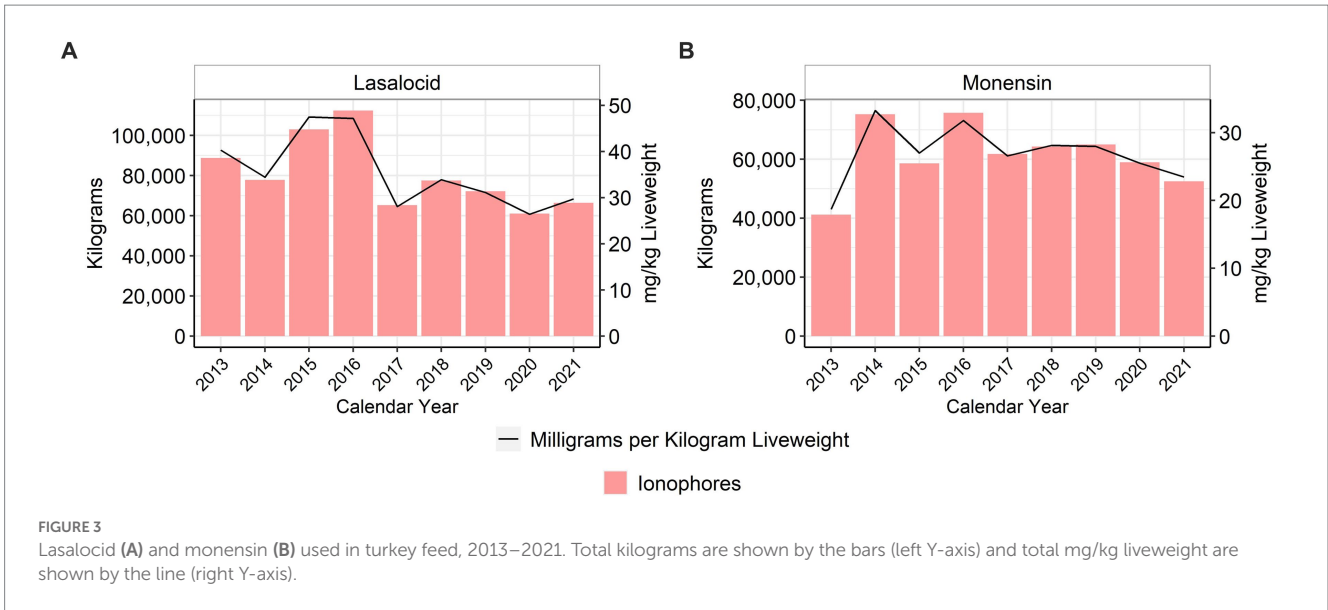 A
Lasalocid
Kilograms
100,000
80,000
60,000
40,000
20,000
0
50
40
30
20
10
0
mg/kg Liveweight
2013
2014
2015
2016
2017
2018
2019
2020
2021
Calendar Year
B
Monensin
Kilograms
80,000
60,000
40,000
20,000
0
30
20
10
0
mg/kg Liveweight
2013
2014
2015
2016
2017
2018
2019
2020
2021
Calendar Year
Milligrams per Kilogram Liveweight
Ionophores
FIGURE 3
Lasalocid (A) and monensin (B) used in turkey feed, 2013–2021. Total kilograms are shown by the bars (left Y-axis) and total mg/kg liveweight are
shown by the line (right Y-axis).